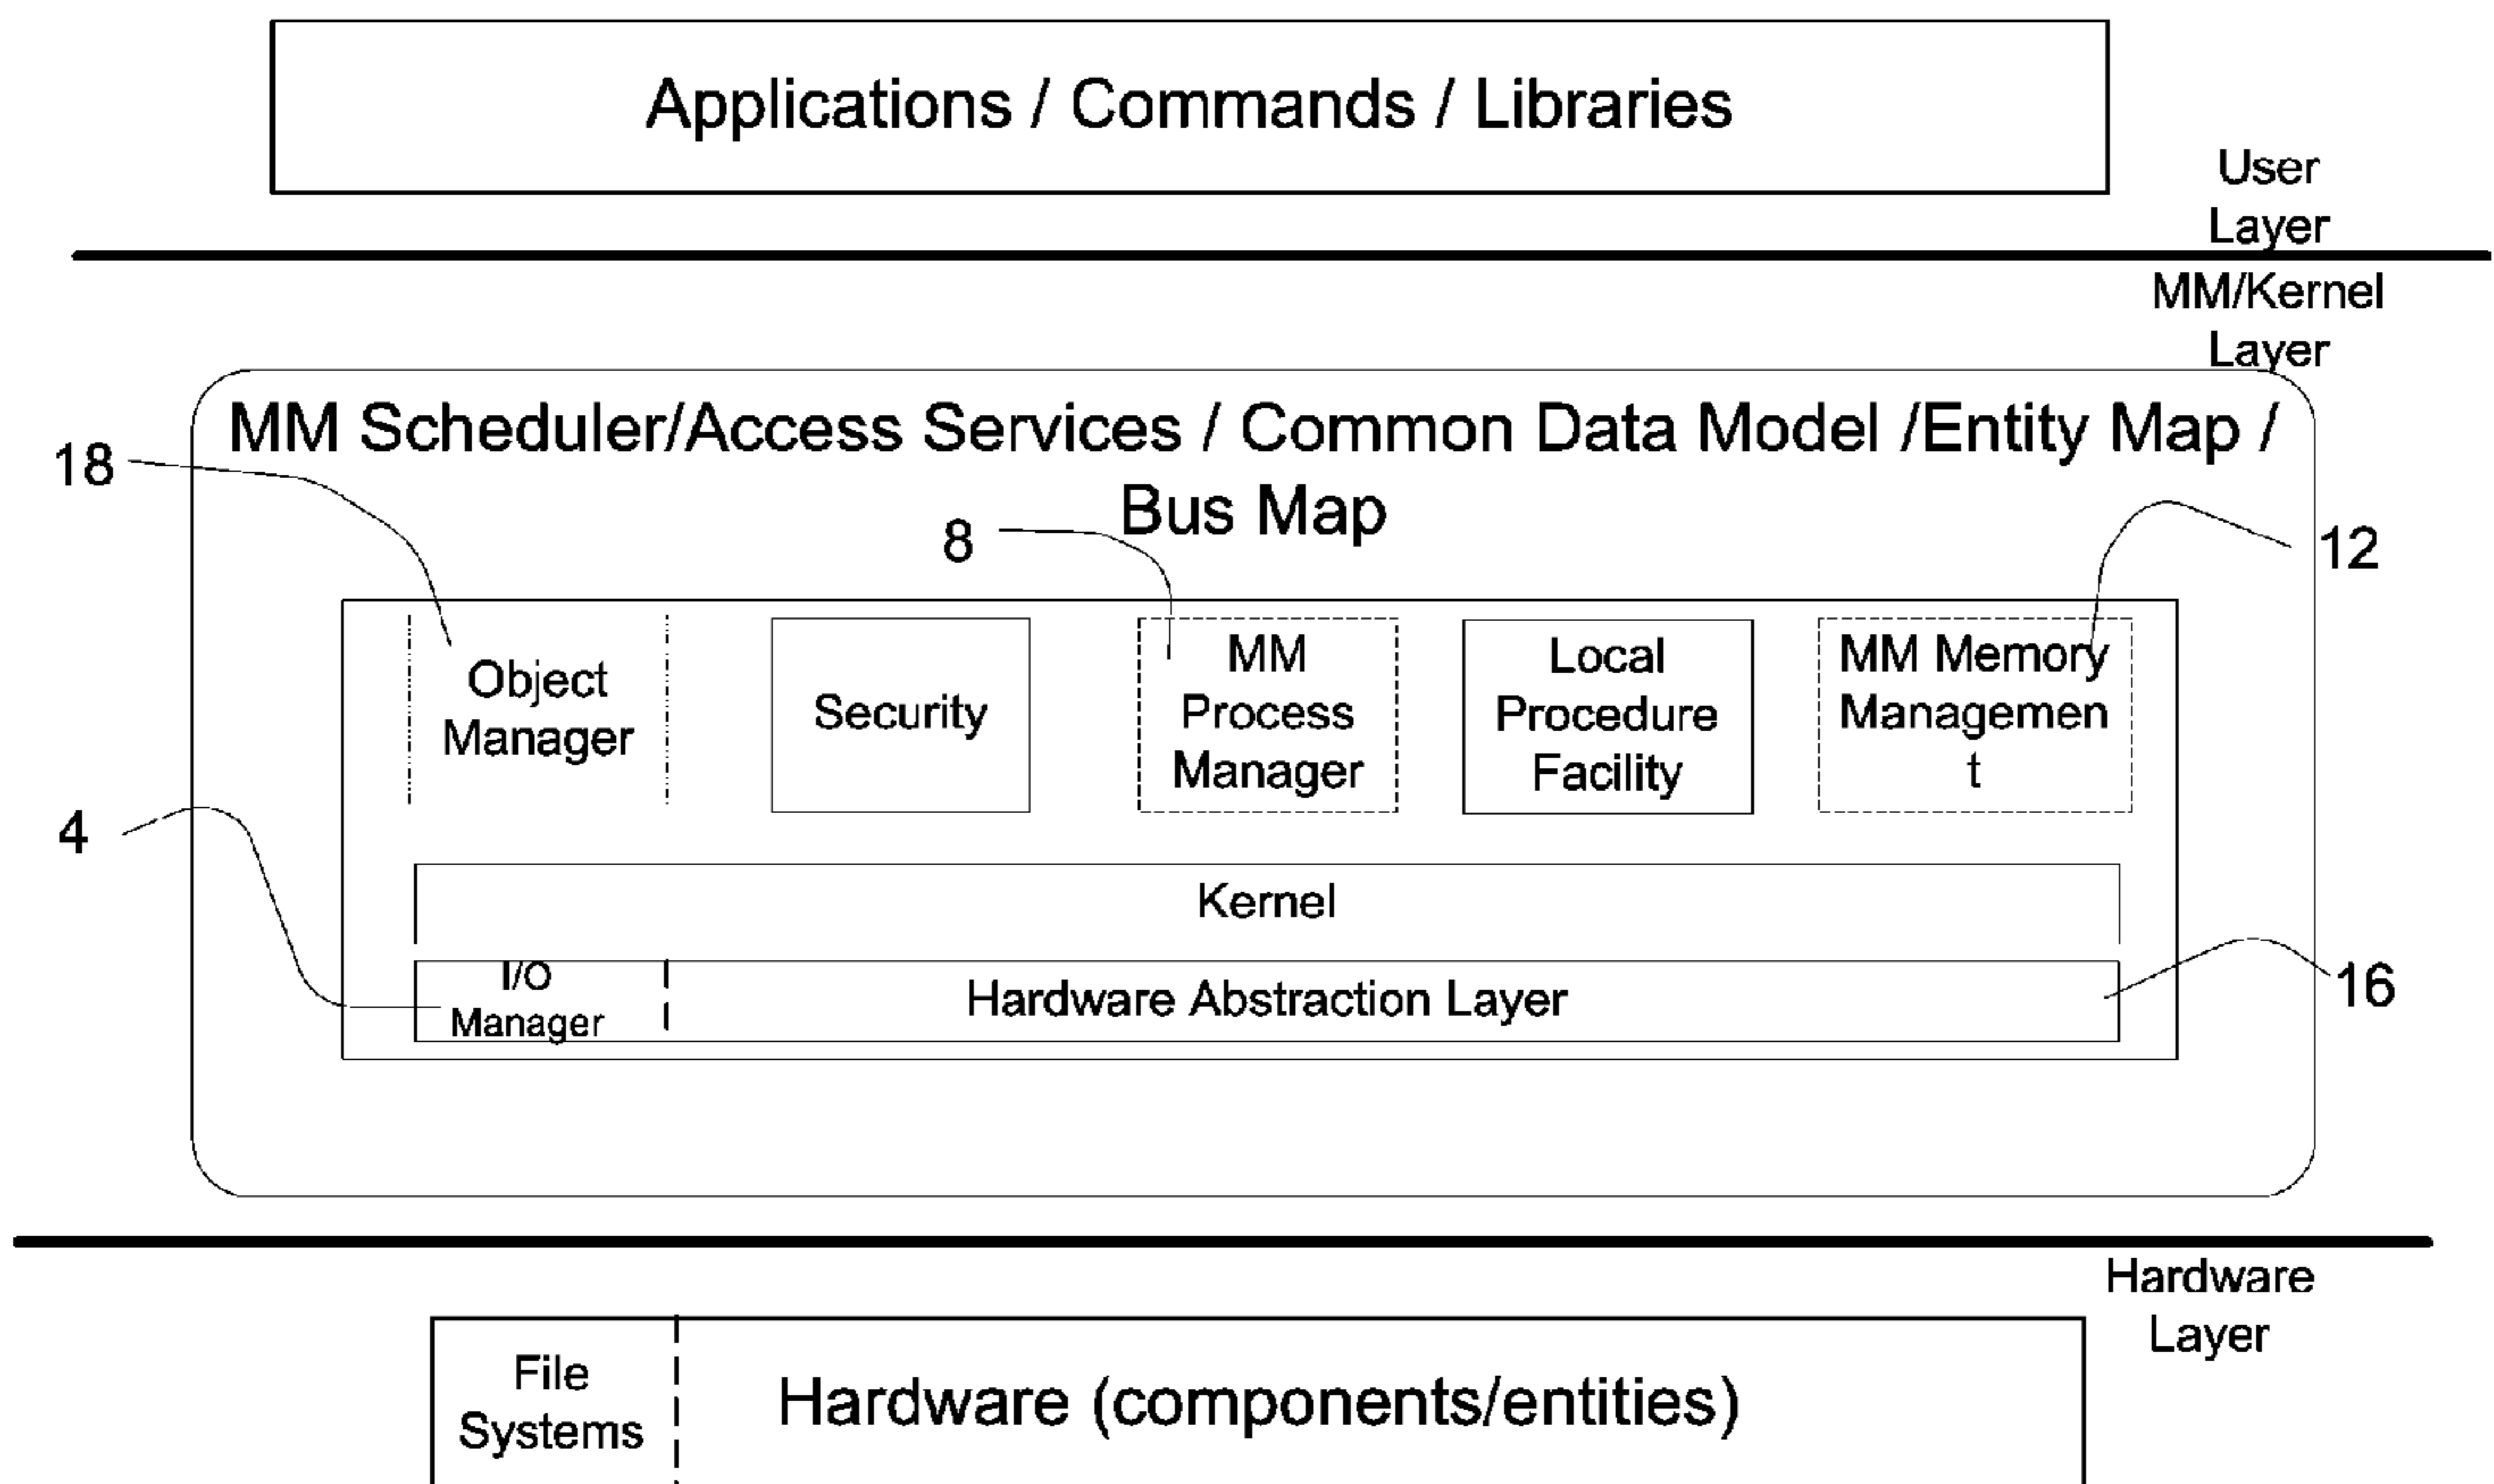 Applications / Commands / Libraries
User
Layer
MM/Kernel
Layer
MM Scheduler/Access Services / Common Data Model /Entity Map /
Bus Map
18
8
12
Object
Manager
Security
MM
Process
Manager
Local
Procedure
Facility
MM Memory
Managemen
t
4
Kernel
I/O
Manager
Hardware Abstraction Layer
16
Hardware
Layer
File
Systems
Hardware (components/entities)